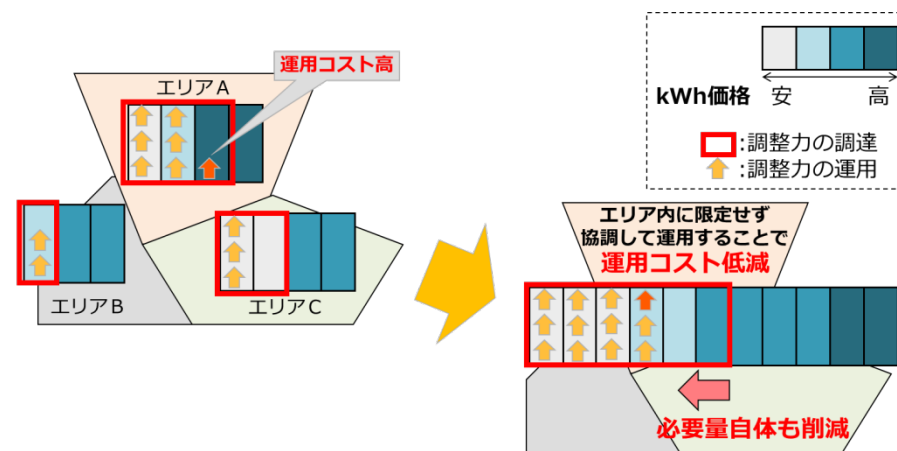 運用コスト高
エリアA
エリアB
エリアC
kWh価格 安 高
:調整力の調達
:調整力の運用
エリア内に限定せず
協調して運用することで
運用コスト低減
必要量自体も削減